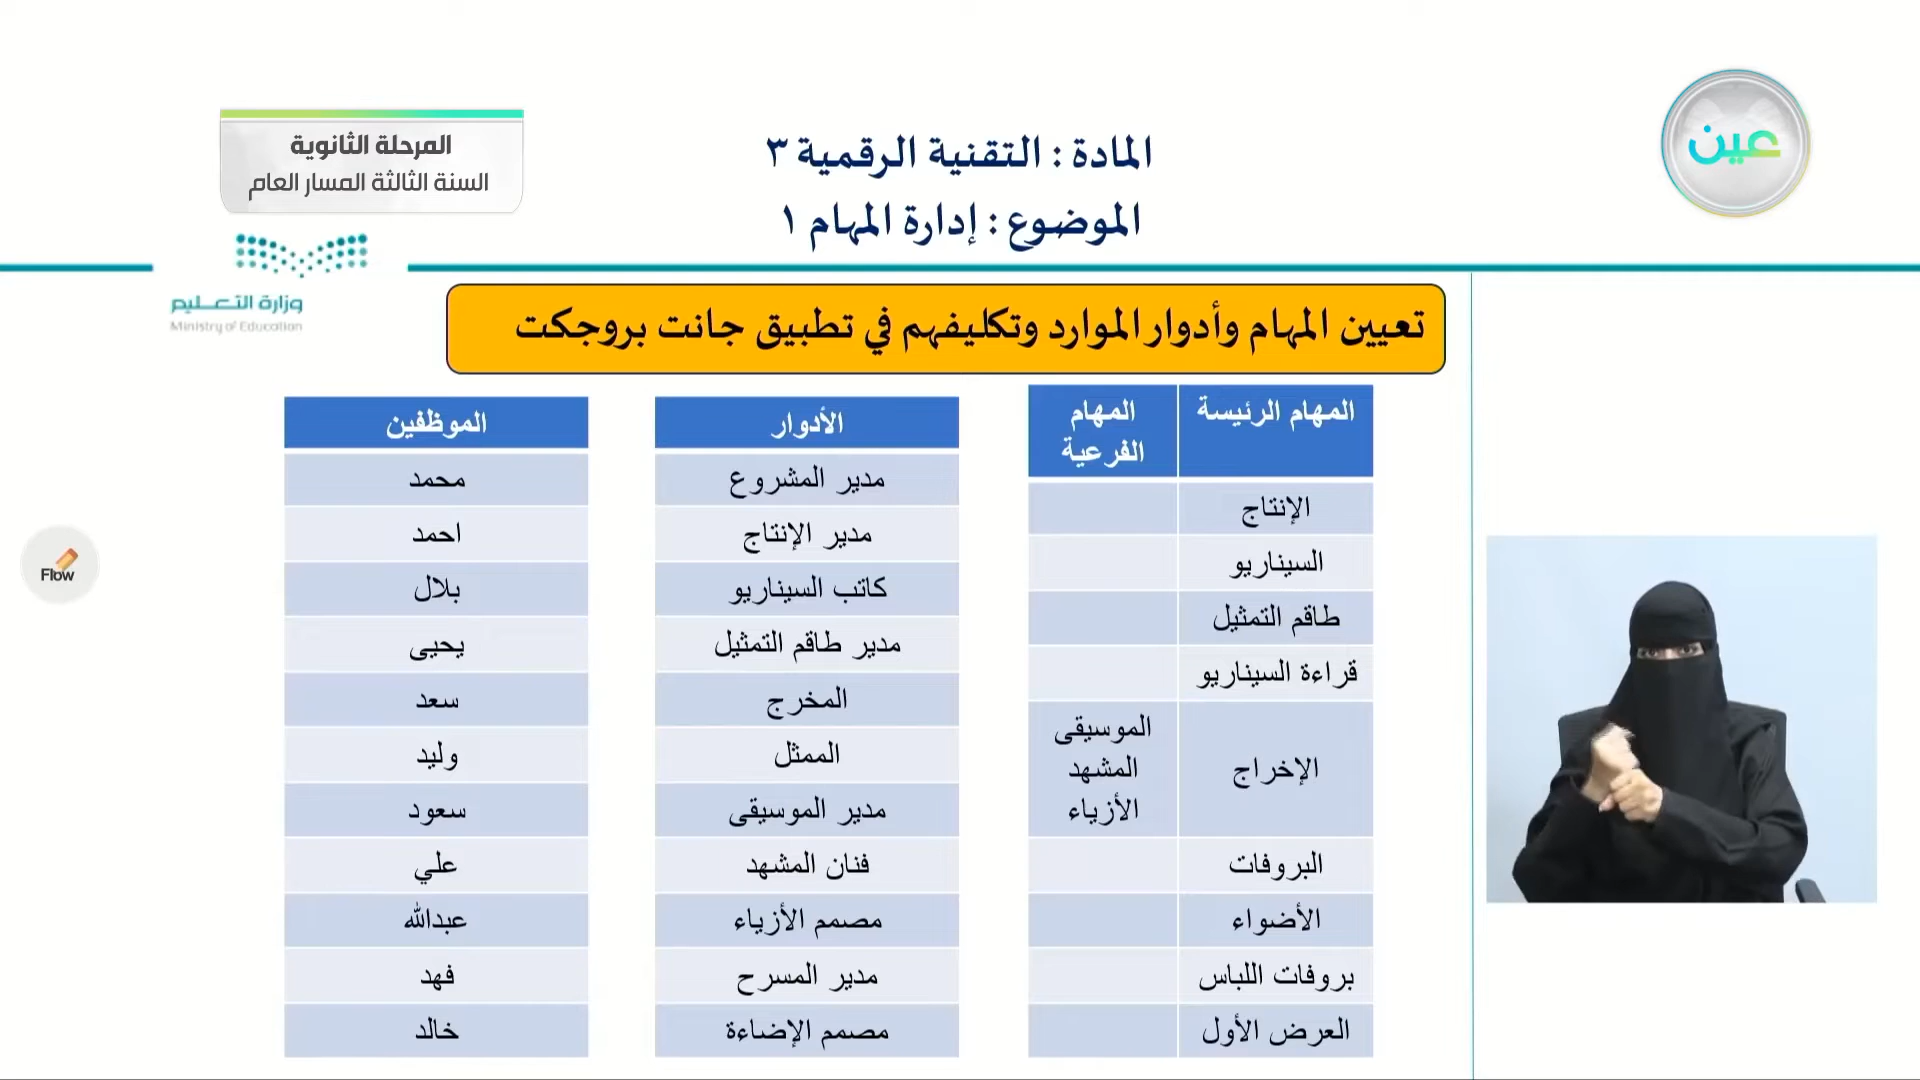 عين
المادة : التقنية الرقمية ٣
الموضوع : إدارة المهام ١
المرحلة الثانوية
السنة الثالثة المسار العام
وزارة التعـــليم
Ministry of Education
تعيين المهام وأدوار الموارد وتكليفهم في تطبيق جانت بروجكت
المهام الرئيسة
المهام
الفرعية
الإنتاج
السيناريو
طاقم التمثيل
قراءة السيناريو
الإخراج
الموسيقى
المشهد
الأزياء
البروفات
الأضواء
بروفات اللباس
العرض الأول
الأدوار
مدير المشروع
مدير الإنتاج
كاتب السيناريو
مدير طاقم التمثيل
المخرج
الممثل
مدير الموسيقى
فنان المشهد
مصمم الأزياء
مدير المسرح
مصمم الإضاءة
الموظفين
محمد
احمد
بلال
يحيى
سعد
وليد
سعود
علي
عبدالله
فهد
خالد
Flow